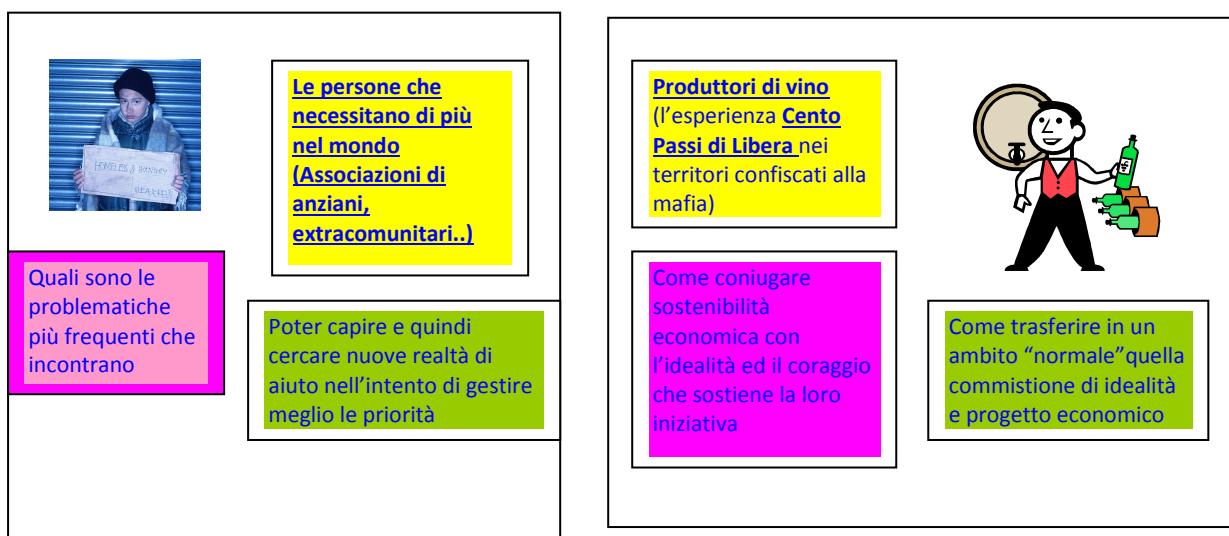 HOMELES & HUNGRY
Le persone che
necessitano di più
nel mondo
(Associazioni di
anziani,
extracomunitari..)
Quali sono le
problematiche
più frequenti che
incontrano
Poter capire e quindi
cercare nuove realtà di
aiuto nell’intento di gestire
meglio le priorità
Produttori di vino
(l’esperienza Cento
Passi di Libera nei
territori confiscati alla
mafia)
Come coniugare
sostenibilità
economica con
l’idealità ed il coraggio
che sostiene la loro
iniziativa
Come trasferire in un
ambito “normale”quella
commistione di idealità
e progetto economico